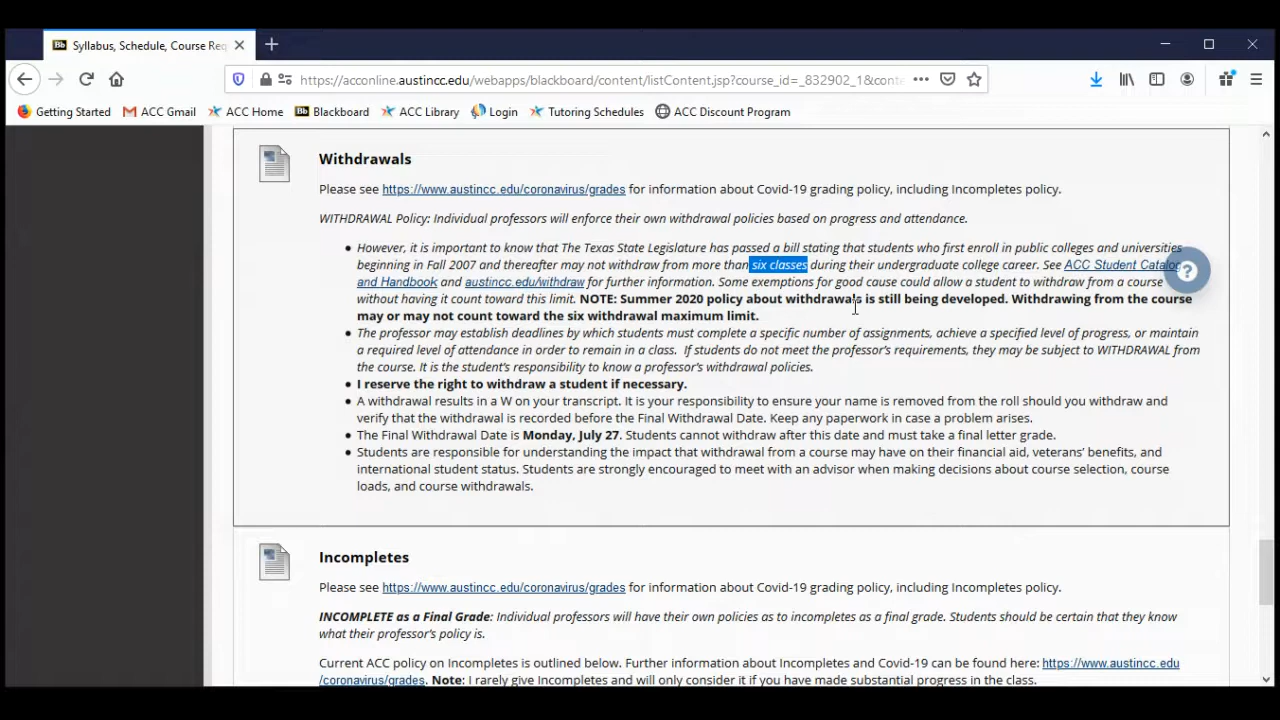 Syllabus, Schedule, Course Req
https://acconline.austincc.edu/webapps/blackboard/content/listContent.jsp?course_id=_832902_1&conte
Getting Started ACC Gmail ACC Home Bb Blackboard ACC Library Login Tutoring Schedules ACC Discount Program
Withdrawals
Please see https://www.austincc.edu/coronavirus/grades for information about Covid-19 grading policy, including Incompletes policy.
WITHDRAWAL Policy: Individual professors will enforce their own withdrawal policies based on progress and attendance.
• However, it is important to know that The Texas State Legislature has passed a bill stating that students who first enroll in public colleges and universities
beginning in Fall 2007 and thereafter may not withdraw from more than six classes during their undergraduate college career. See ACC Student Catalog
and Handbook and austincc.edu/withdraw for further information. Some exemptions for good cause could allow a student to withdraw from a course
without having it count toward this limit. NOTE: Summer 2020 policy about withdrawals is still being developed. Withdrawing from the course
may or may not count toward the six withdrawal maximum limit.
• The professor may establish deadlines by which students must complete a specific number of assignments, achieve a specified level of progress, or maintain
a required level of attendance in order to remain in a class. If students do not meet the professor's requirements, they may be subject to WITHDRAWAL from
the course. It is the student's responsibility to know a professor's withdrawal policies.
• I reserve the right to withdraw a student if necessary.
• A withdrawal results in a W on your transcript. It is your responsibility to ensure your name is removed from the roll should you withdraw and
verify that the withdrawal is recorded before the Final Withdrawal Date. Keep any paperwork in case a problem arises.
• The Final Withdrawal Date is Monday, July 27. Students cannot withdraw after this date and must take a final letter grade.
• Students are responsible for understanding the impact that withdrawal from a course may have on their financial aid, veterans' benefits, and
international student status. Students are strongly encouraged to meet with an advisor when making decisions about course selection, course
loads, and course withdrawals.
Incompletes
Please see https://www.austincc.edu/coronavirus/grades for information about Covid-19 grading policy, including Incompletes policy.
INCOMPLETE as a Final Grade: Individual professors will have their own policies as to incompletes as a final grade. Students should be certain that they know
what their professor's policy is.
Current ACC policy on Incompletes is outlined below. Further information about Incompletes and Covid-19 can be found here: https://www.austincc.edu
/coronavirus/grades. Note: I rarely give Incompletes and will only consider it if you have made substantial progress in the class.